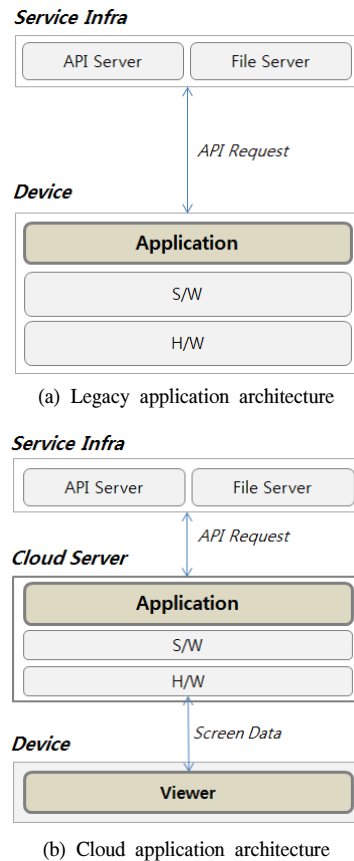 Service Infra
API Server File Server
API Request
Device
Application
S/W
H/W
(a) Legacy application architecture
Service Infra
API Server File Server
API Request
Cloud Server
Application
S/W
H/W
Screen Data
Device
Viewer
(b) Cloud application architecture